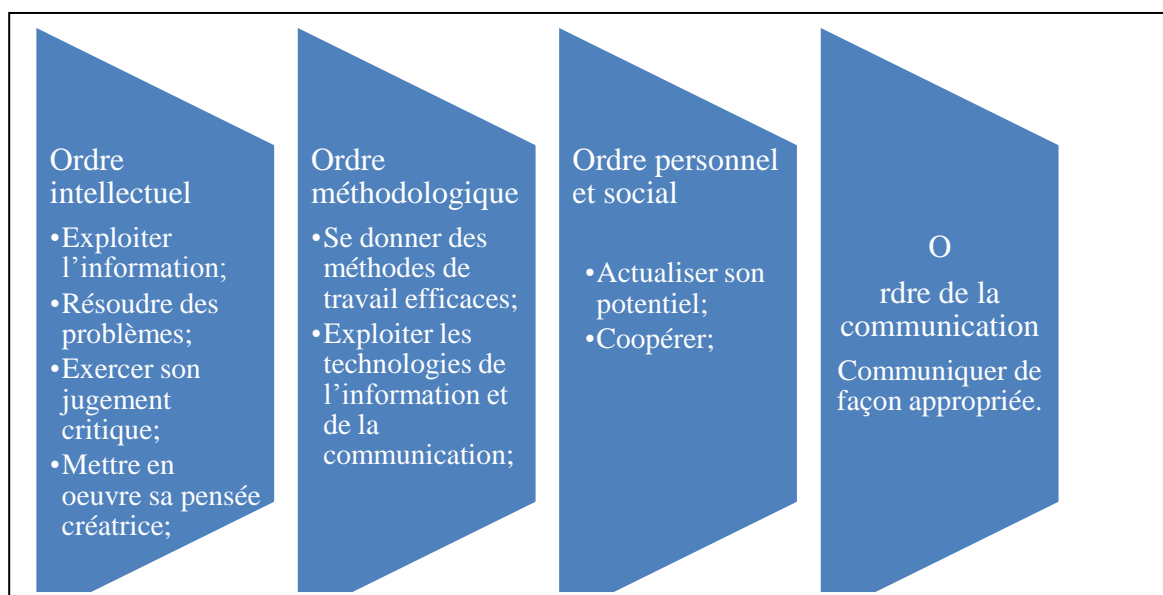 Ordre
intellectuel
•Exploiter
l’information;
•Résoudre des
problèmes;
•Exercer son
jugement
critique;
•Mettre en
oeuvre sa pensée
créatrice;
Ordre
méthodologique
•Se donner des
méthodes de
travail efficaces;
•Exploiter les
technologies de
l’information et
de la
communication;
Ordre personnel
et social
•Actualiser son
potentiel;
•Coopérer;
O
rdre de la
communication
Communiquer de
façon appropriée.